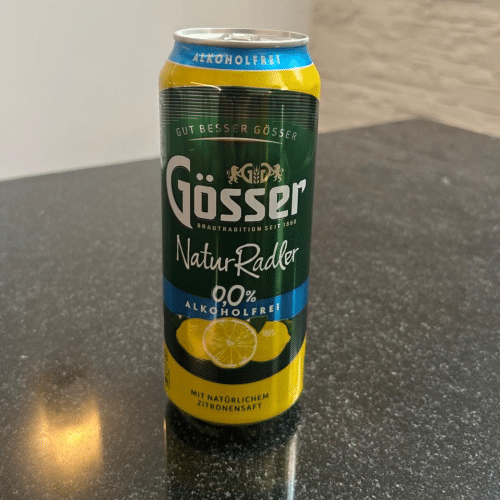 ALKOHOLFREI
GUT BESSER GÖSSER
Gösser
BRAUTRADITION SEIT 1860
NaturRadler
0,0%
ALKOHOLFREI
MIT NATÜRLICHEM
ZITRONENSAFT